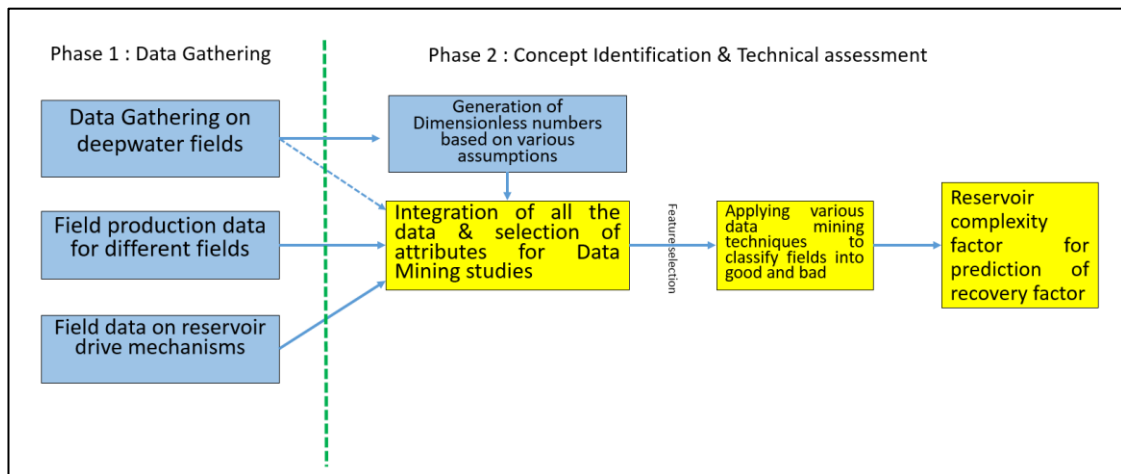 Phase 1 : Data Gathering
Phase 2 : Concept Identification & Technical assessment
Data Gathering on
deepwater fields
Generation of
Dimensionless numbers
based on various
assumptions
Field production data
for different fields
Integration of all the
data & selection of
attributes for Data
Mining studies
Feature selection
Applying various
data mining
techniques to
classify fields into
good and bad
Reservoir
complexity
factor for
prediction of
recovery factor
Field data on reservoir
drive mechanisms